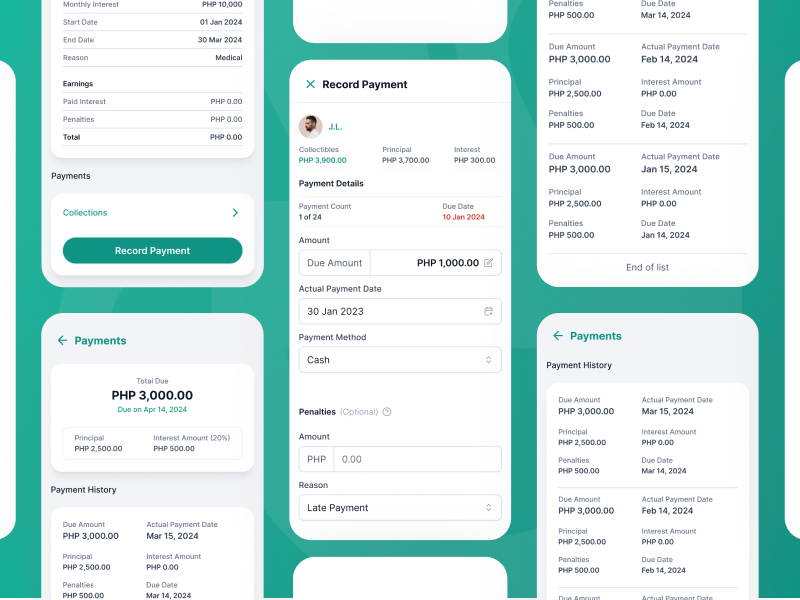 Monthly Interest PHP 10,000
Start Date 01 Jan 2024
End Date 30 Mar 2024
Reason Medical
Earnings
Paid Interest PHP 0.00
Penalties PHP 0.00
Total PHP 0.00
Payments
Collections
Record Payment
Payments
Total Due
PHP 3,000.00
Due on Apr 14, 2024
Principal Interest Amount (20%)
PHP 2,500.00 PHP 500.00
Payment History
Due Amount Actual Payment Date
PHP 3,000.00 Mar 15, 2024
Principal Interest Amount
PHP 2,500.00 PHP 0.00
Penalties Due Date
PHP 500.00 Mar 14, 2024
Record Payment
J.L.
Collectibles Principal Interest
PHP 3,900.00 PHP 3,700.00 PHP 300.00
Payment Details
Payment Count Due Date
1 of 24 10 Jan 2024
Amount
Due Amount PHP 1,000.00
Actual Payment Date
30 Jan 2023
Payment Method
Cash
Penalties (Optional)
Amount
PHP 0.00
Reason
Late Payment
Penalties Due Date
PHP 500.00 Mar 14, 2024
Due Amount Actual Payment Date
PHP 3,000.00 Feb 14, 2024
Principal Interest Amount
PHP 2,500.00 PHP 0.00
Penalties Due Date
PHP 500.00 Feb 14, 2024
Due Amount Actual Payment Date
PHP 3,000.00 Jan 15, 2024
Principal Interest Amount
PHP 2,500.00 PHP 0.00
Penalties Due Date
PHP 500.00 Jan 14, 2024
End of list
Payments
Payment History
Due Amount Actual Payment Date
PHP 3,000.00 Mar 15, 2024
Principal Interest Amount
PHP 2,500.00 PHP 0.00
Penalties Due Date
PHP 500.00 Mar 14, 2024
Due Amount Actual Payment Date
PHP 3,000.00 Feb 14, 2024
Principal Interest Amount
PHP 2,500.00 PHP 0.00
Penalties Due Date
PHP 500.00 Feb 14, 2024
Due Amount Actual Payment Date